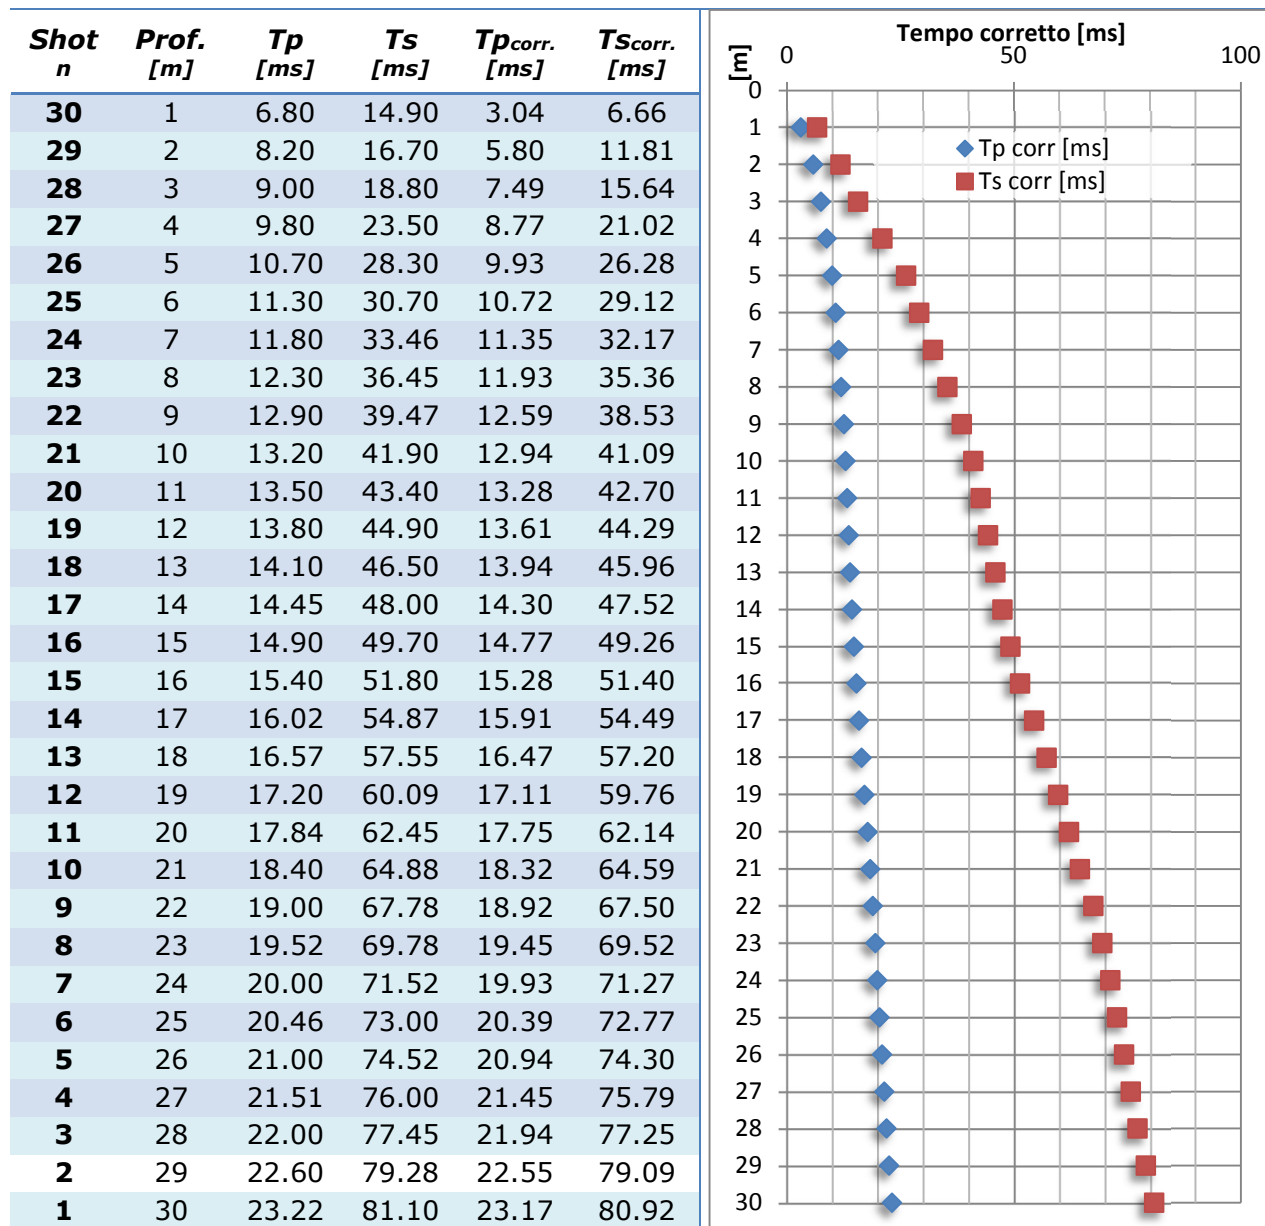 Shot Prof. Tp Ts Tpcorr. Tscorr.
n [m] [ms] [ms] [ms] [ms]
30 1 6.80 14.90 3.04 6.66
29 2 8.20 16.70 5.80 11.81
28 3 9.00 18.80 7.49 15.64
27 4 9.80 23.50 8.77 21.02
26 5 10.70 28.30 9.93 26.28
25 6 11.30 30.70 10.72 29.12
24 7 11.80 33.46 11.35 32.17
23 8 12.30 36.45 11.93 35.36
22 9 12.90 39.47 12.59 38.53
21 10 13.20 41.90 12.94 41.09
20 11 13.50 43.40 13.28 42.70
19 12 13.80 44.90 13.61 44.29
18 13 14.10 46.50 13.94 45.96
17 14 14.45 48.00 14.30 47.52
16 15 14.90 49.70 14.77 49.26
15 16 15.40 51.80 15.28 51.40
14 17 16.02 54.87 15.91 54.49
13 18 16.57 57.55 16.47 57.20
12 19 17.20 60.09 17.11 59.76
11 20 17.84 62.45 17.75 62.14
10 21 18.40 64.88 18.32 64.59
9 22 19.00 67.78 18.92 67.50
8 23 19.52 69.78 19.45 69.52
7 24 20.00 71.52 19.93 71.27
6 25 20.46 73.00 20.39 72.77
5 26 21.00 74.52 20.94 74.30
4 27 21.51 76.00 21.45 75.79
3 28 22.00 77.45 21.94 77.25
2 29 22.60 79.28 22.55 79.09
1 30 23.22 81.10 23.17 80.92
Tempo corretto [ms]
[m]
0 50 100
Tp corr [ms]
Ts corr [ms]
0
1
2
3
4
5
6
7
8
9
10
11
12
13
14
15
16
17
18
19
20
21
22
23
24
25
26
27
28
29
30